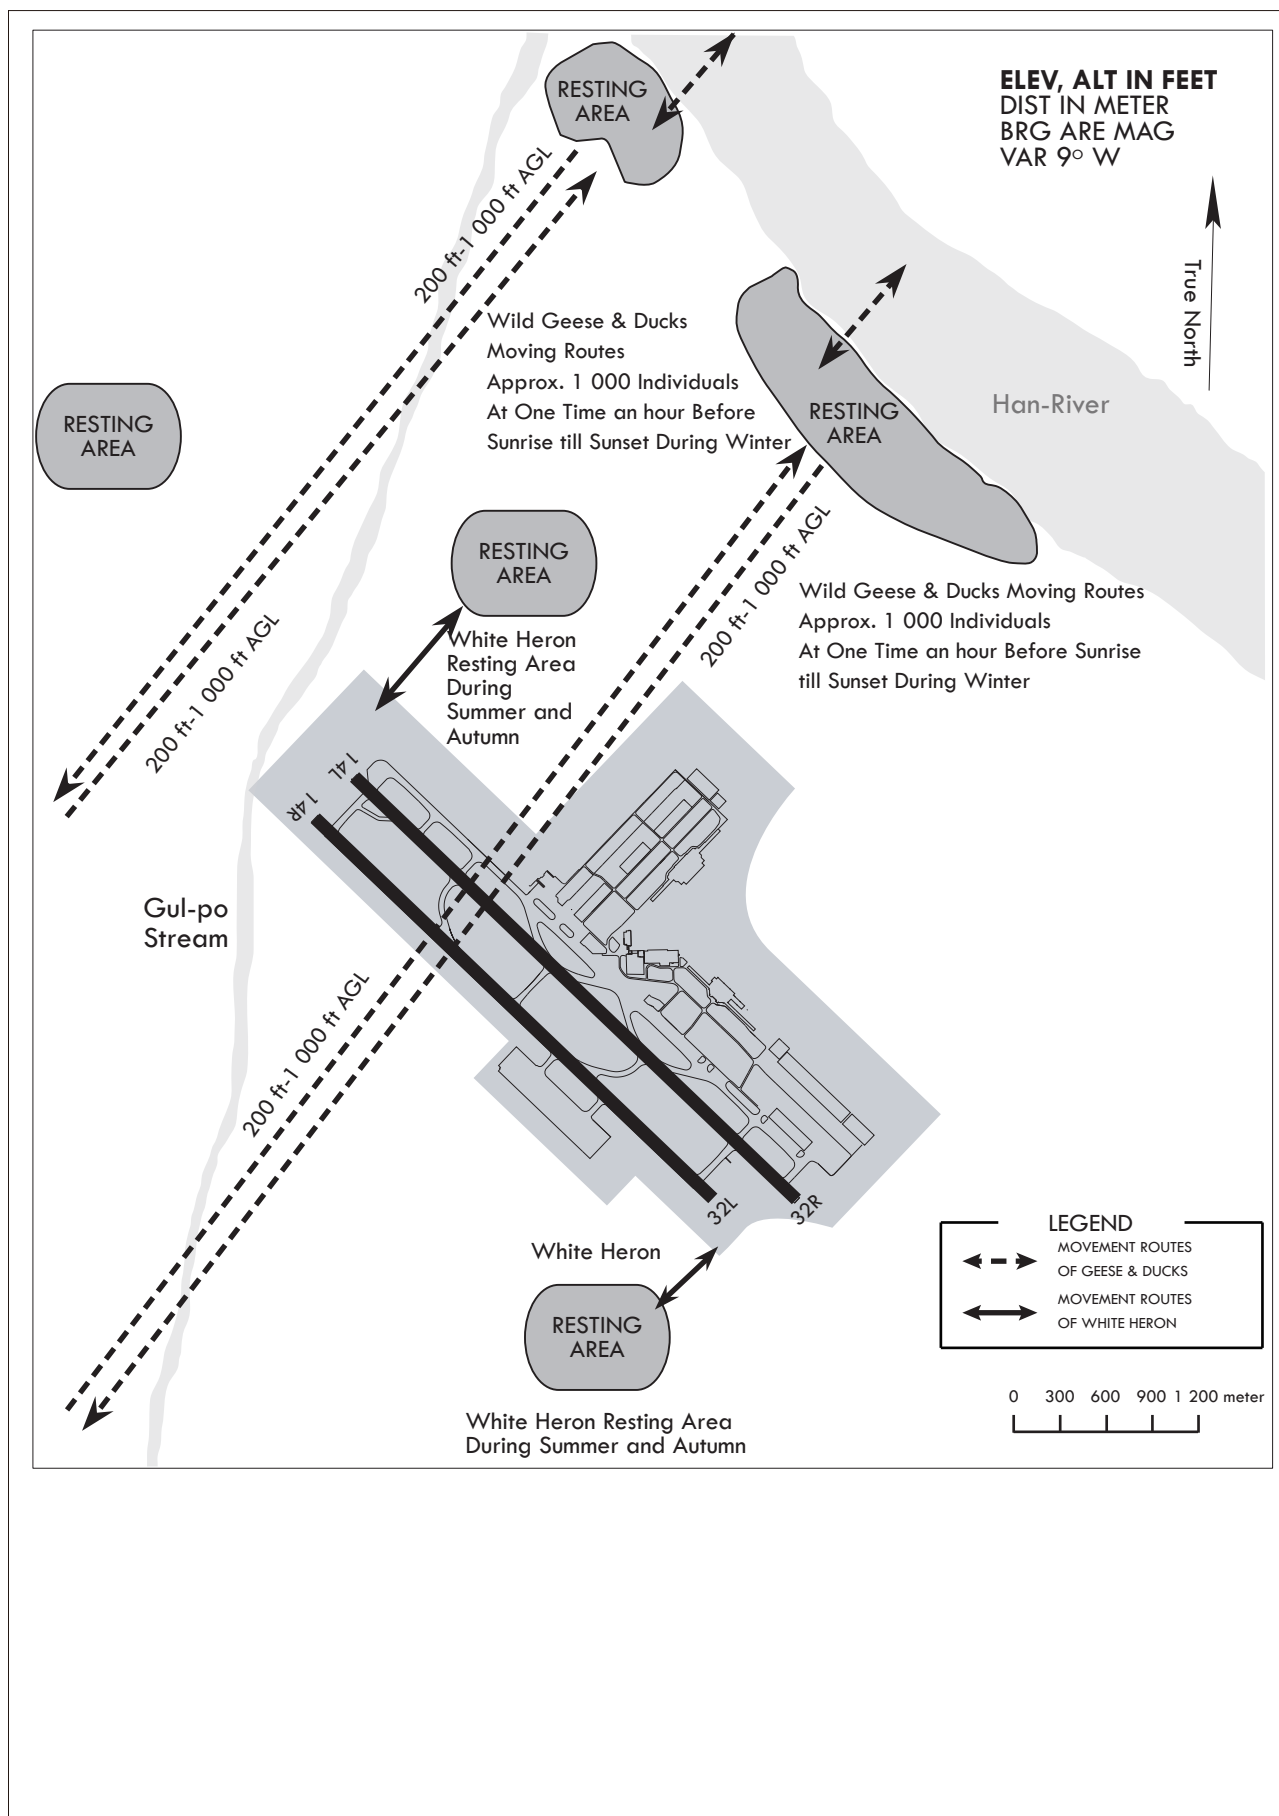 RESTING
AREA
ELEV, ALT IN FEET
DIST IN METER
BRG ARE MAG
VAR 9° W
True North
200 ft-1 000 ft AGL
Wild Geese & Ducks
Moving Routes
Approx. 1 000 Individuals
At One Time an hour Before
Sunrise till Sunset During Winter
RESTING
AREA
RESTING
AREA
Han-River
200 ft-1 000 ft AGL
RESTING
AREA
White Heron
Resting Area
During
Summer and
Autumn
200 ft-1 000 ft AGL
Wild Geese & Ducks Moving Routes
Approx. 1 000 Individuals
At One Time an hour Before Sunrise
till Sunset During Winter
14L
14R
Gul-po
Stream
200 ft-1 000 ft AGL
32L
32R
White Heron
RESTING
AREA
White Heron Resting Area
During Summer and Autumn
LEGEND
MOVEMENT ROUTES
OF GEESE & DUCKS
MOVEMENT ROUTES
OF WHITE HERON
0 300 600 900 1 200 meter